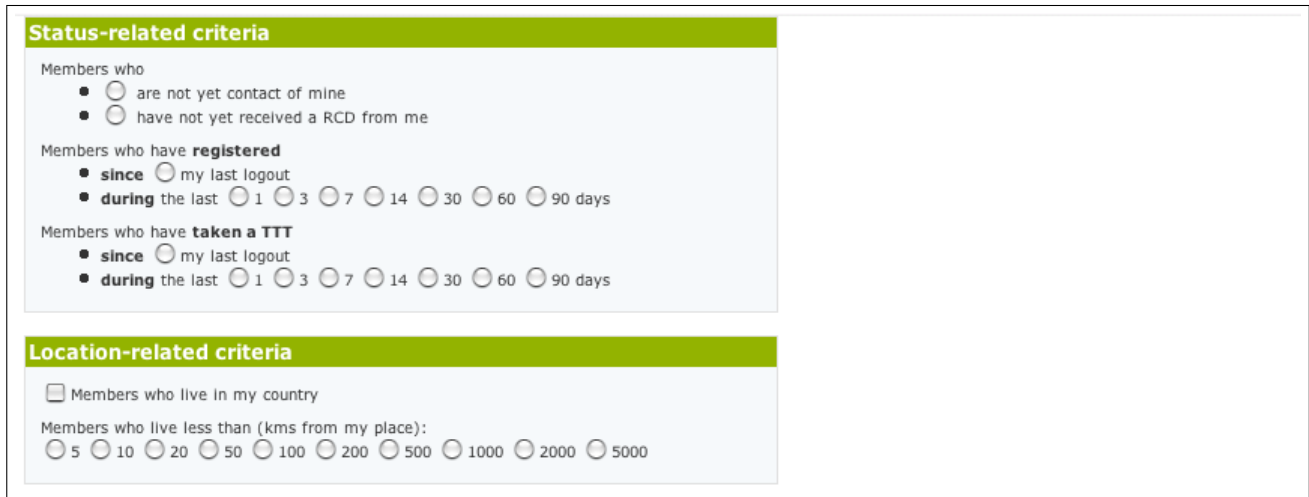 Status-related criteria
Members who
are not yet contact of mine
have not yet received a RCD from me
Members who have registered
since my last logout
during the last 1 3 7 14 30 60 90 days
Members who have taken a TTT
since my last logout
during the last 1 3 7 14 30 60 90 days
Location-related criteria
Members who live in my country
Members who live less than (kms from my place):
5 10 20 50 100 200 500 1000 2000 5000